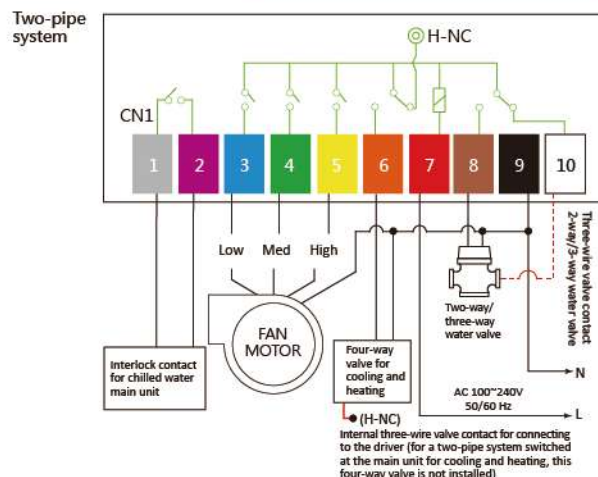 Two-pipe
system
H-NC
CN1
1 2 3 4 5 6 7 8 9 10
Low Med High
FAN
MOTOR
Interlock contact
for chilled water
main unit
Four-way
valve for
cooling and
heating
(H-NC)
Two-way/
three-way
water valve
Three-wire valve contact
2-way/3-way water valve
N
AC 100~240V
50/60 Hz
L
Internal three-wire valve contact for connecting
to the driver (for a two-pipe system switched
at the main unit for cooling and heating, this
four-way valve is not installed)